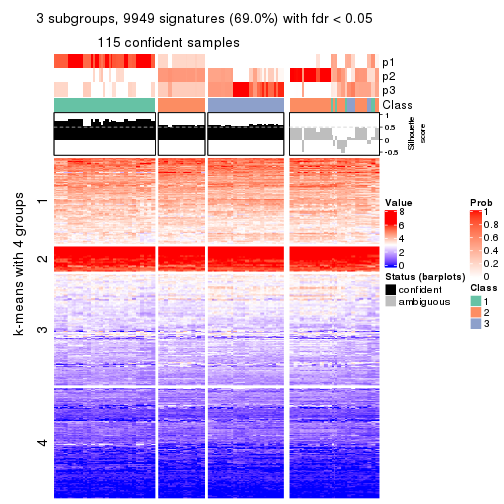 3 subgroups, 9949 signatures (69.0%) with fdr < 0.05
115 confident samples
p1
p2
p3
Class
1
0.5
0
-0.5
Silhouette
score
k-means with 4 groups
1
2
3
4
Value
8
6
4
2
0
Status (barplots)
confident
ambiguous
Prob
1
0.8
0.6
0.4
0.2
0
Class
1
2
3